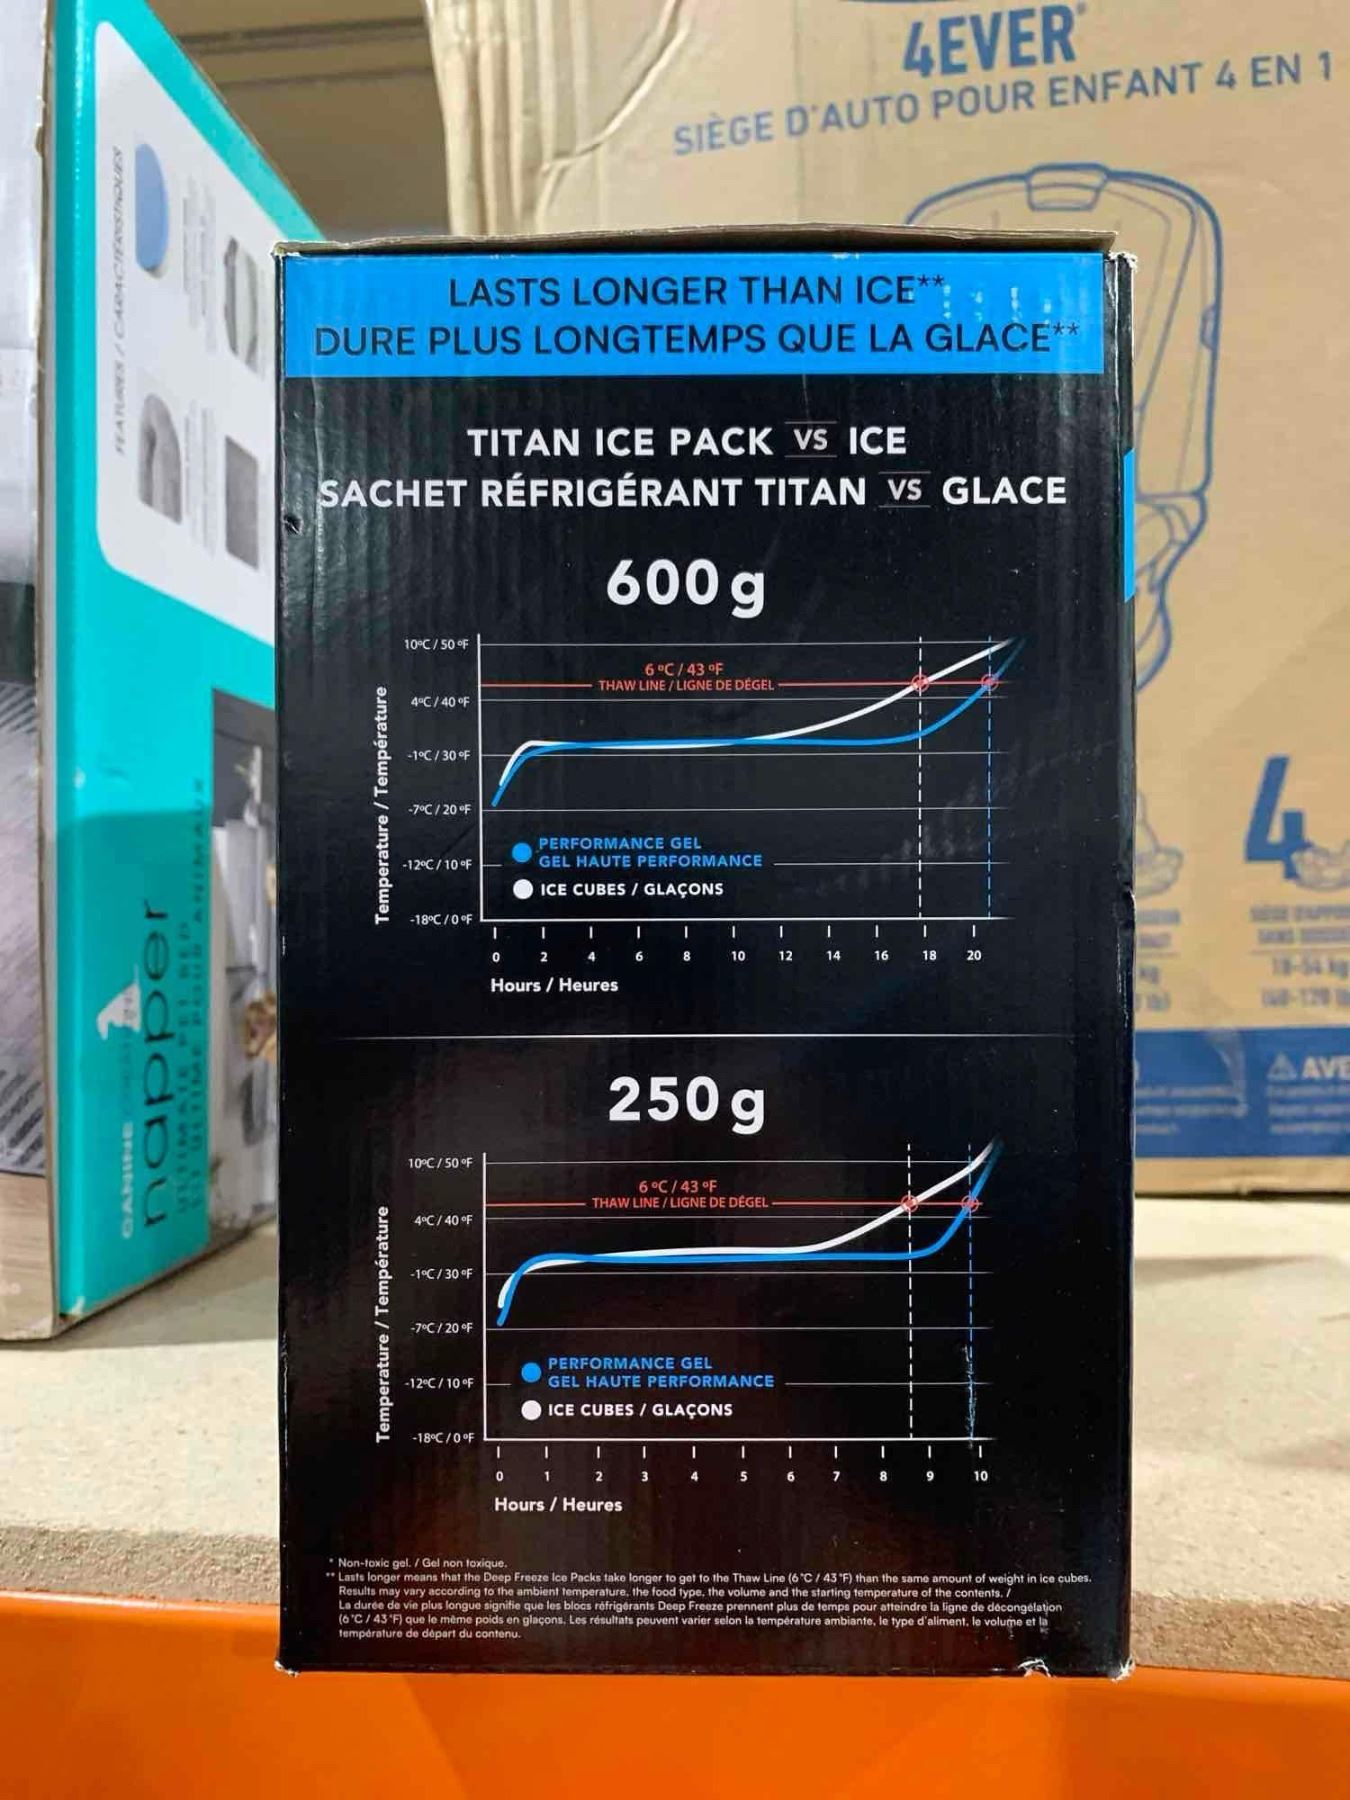 4EVER
SIÈGE D'AUTO POUR ENFANT 4 EN 1
FEATURES / CARACTÉRISTIQUES
LASTS LONGER THAN ICE**
DURE PLUS LONGTEMPS QUE LA GLACE**
TITAN ICE PACK VS ICE
SACHET RÉFRIGÉRANT TITAN VS GLACE
600 g
Temperature / Température
10ºC / 50 ºF
6 ºC / 43 ºF
THAW LINE / LIGNE DE DÉGEL
4ºC / 40 ºF
-1ºC / 30 ºF
-7ºC / 20 ºF
PERFORMANCE GEL
-12ºC / 10 ºF
GEL HAUTE PERFORMANCE
ICE CUBES / GLAÇONS
-18ºC / 0 ºF
0 2 4 6 8 10 12 14 16 18 20
Hours / Heures
250 g
Temperature / Température
10ºC / 50 ºF
6 ºC / 43 ºF
THAW LINE / LIGNE DE DÉGEL
4ºC / 40 ºF
-1ºC / 30 ºF
-7ºC / 20 ºF
PERFORMANCE GEL
-12ºC / 10 ºF
GEL HAUTE PERFORMANCE
ICE CUBES / GLAÇONS
-18ºC / 0 ºF
0 1 2 3 4 5 6 7 8 9 10
Hours / Heures
* Non-toxic gel. / Gel non toxique.
** Lasts longer means that the Deep Freeze Ice Packs take longer to get to the Thaw Line (6 °C / 43 °F) than the same amount of weight in ice cubes.
Results may vary according to the ambient temperature, the food type, the volume and the starting temperature of the contents. /
La durée de vie plus longue signifie que les blocs réfrigérants Deep Freeze prennent plus de temps pour atteindre la ligne de décongélation
(6 °C / 43 °F) que le même poids en glaçons. Les résultats peuvent varier selon la température ambiante, le type d'aliment, le volume et la
température de départ du contenu.
CANINE
napper
4
AVE